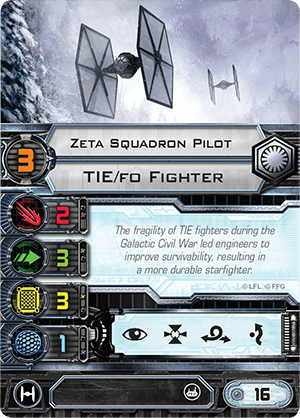 Zeta Squadron Pilot
3
TIE/fo Fighter
2
3
3
1
The fragility of TIE fighters during the
Galactic Civil War led engineers to
improve survivability, resulting in
a more durable starfighter.
©LFL ©FFG
16